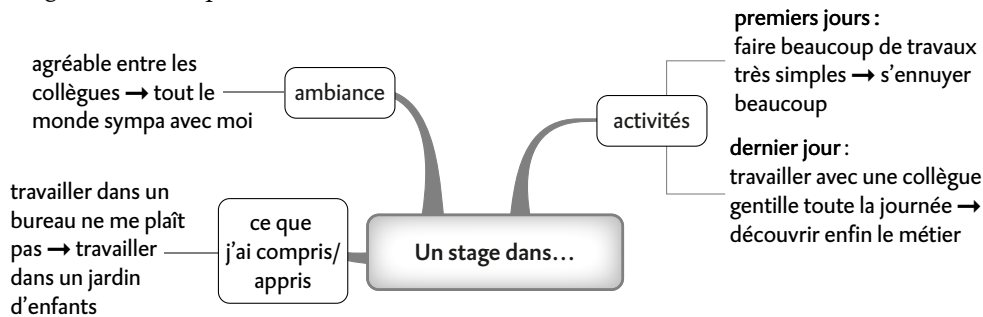 premiers jours :
faire beaucoup de travaux
très simples → s'ennuyer
beaucoup
agréable entre les
collègues → tout le
monde sympa avec moi
ambiance
activités
dernier jour :
travailler avec une collègue
gentille toute la journée →
découvrir enfin le métier
travailler dans un
bureau ne me plaît
pas → travailler
dans un jardin
d'enfants
ce que
j'ai compris/
appris
Un stage dans…